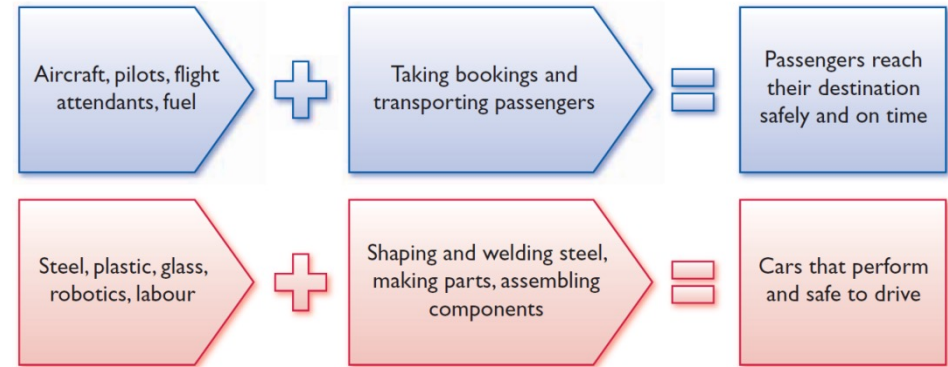 Aircraft, pilots, flight
attendants, fuel
Taking bookings and
transporting passengers
Passengers reach
their destination
safely and on time
Steel, plastic, glass,
robotics, labour
Shaping and welding steel,
making parts, assembling
components
Cars that perform
and safe to drive